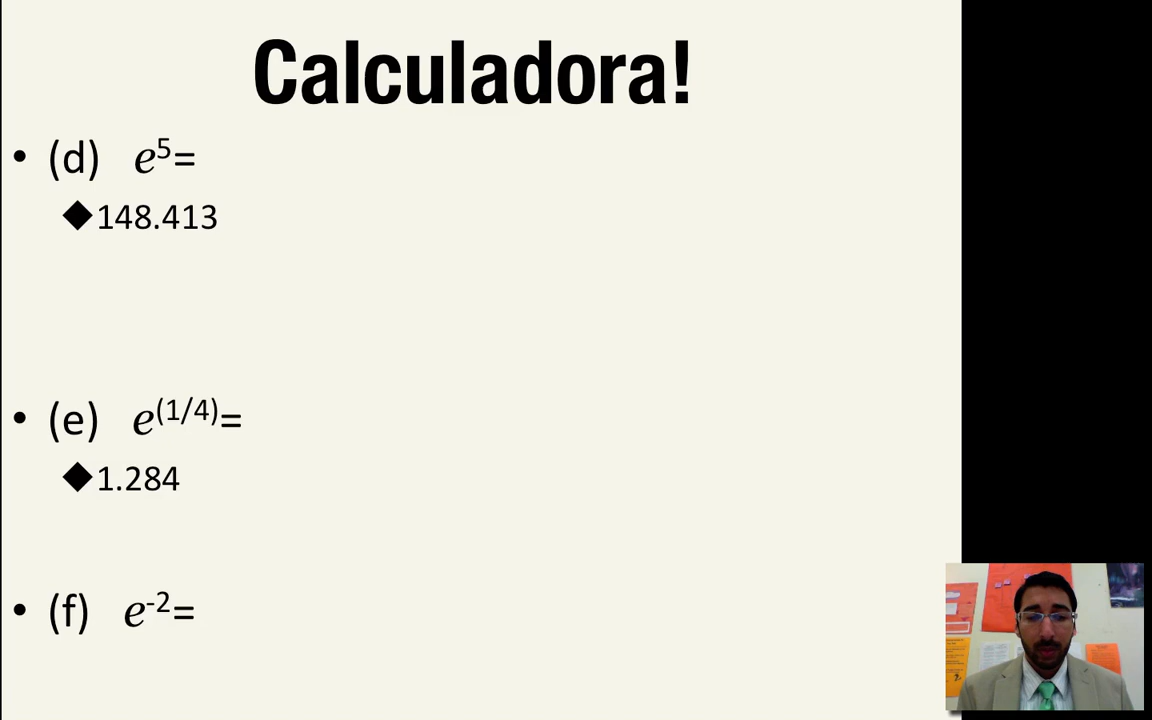 Calculadora!
• (d) e⁵=
◆148.413
• (e) e⁽¹/⁴⁾=
◆1.284
• (f) e⁻²=